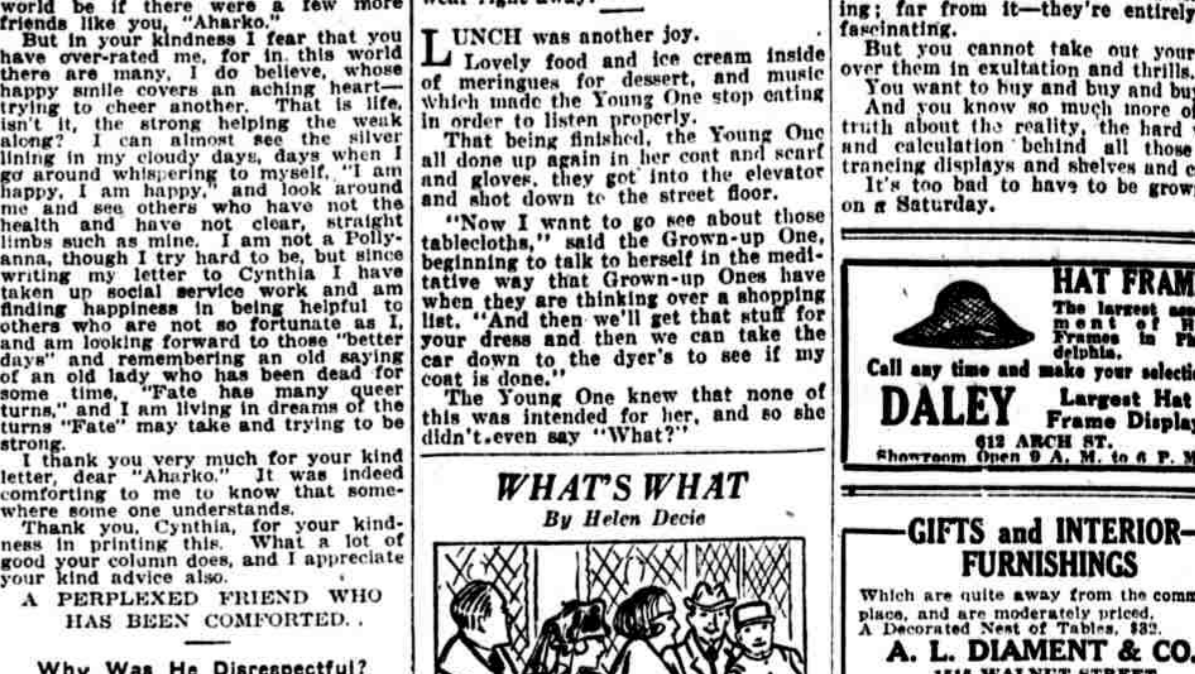 world be if there were a few more
friends like you, "Aharko."
But in your kindness I fear that you
have over-rated me, for in this world
there are many, I do believe, whose
happy smile covers an aching heart—
trying to cheer another. That is life,
isn't it, the strong helping the weak
along? I can almost see the silver
lining in my cloudy days, days when I
go around whispering to myself, "I am
happy, I am happy," and look around
me and see others who have not the
health and have not clear, straight
limbs such as mine. I am not a Polly-
anna, though I try hard to be, but since
writing my letter to Cynthia I have
taken up social service work and am
finding happiness in being helpful to
others who are not so fortunate as I,
and am looking forward to those "better
days" and remembering an old saying
of an old lady who has been dead for
some time, "Fate has many queer
turns," and I am living in dreams of the
turns "Fate" may take and trying to be
strong.
I thank you very much for your kind
letter, dear "Aharko." It was indeed
comforting to me to know that some-
where some one understands.
Thank you, Cynthia, for your kind-
ness in printing this. What a lot of
good your column does, and I appreciate
your kind advice also.
A PERPLEXED FRIEND WHO
HAS BEEN COMFORTED.
Why Was He Disrespectful?
LUNCH was another joy.
Lovely food and ice cream inside
of meringues for dessert, and music
which made the Young One stop eating
in order to listen properly.
That being finished, the Young One
all done up again in her coat and scarf
and gloves, they got into the elevator
and shot down to the street floor.
"Now I want to go see about those
tablecloths," said the Grown-up One,
beginning to talk to herself in the medi-
tative way that Grown-up Ones have
when they are thinking over a shopping
list. "And then we'll get that stuff for
your dress and then we can take the
car down to the dyer's to see if my
coat is done."
The Young One knew that none of
this was intended for her, and so she
didn't even say "What?"
WHAT'S WHAT
By Helen Decie
ing; far from it—they're entirely
fascinating.
But you cannot take out your
over them in exultation and thrills.
You want to buy and buy and buy
And you know so much more of
truth about the reality, the hard
and calculation behind all those
trancing displays and shelves and
It's too bad to have to be grow
on a Saturday.
HAT FRAM
The largest
ment of
Frames in Ph
delphia.
Call any time and make your selecti
DALEY
Largest Hat
Frame Display
612 ARCH ST.
Showroom Open 9 A. M. to 6 P. M
GIFTS and INTERIOR
FURNISHINGS
Which are quite away from the comm
place, and are moderately priced.
A Decorated Nest of Tables, $32.
A. L. DIAMENT & CO.
WALNUT STREET